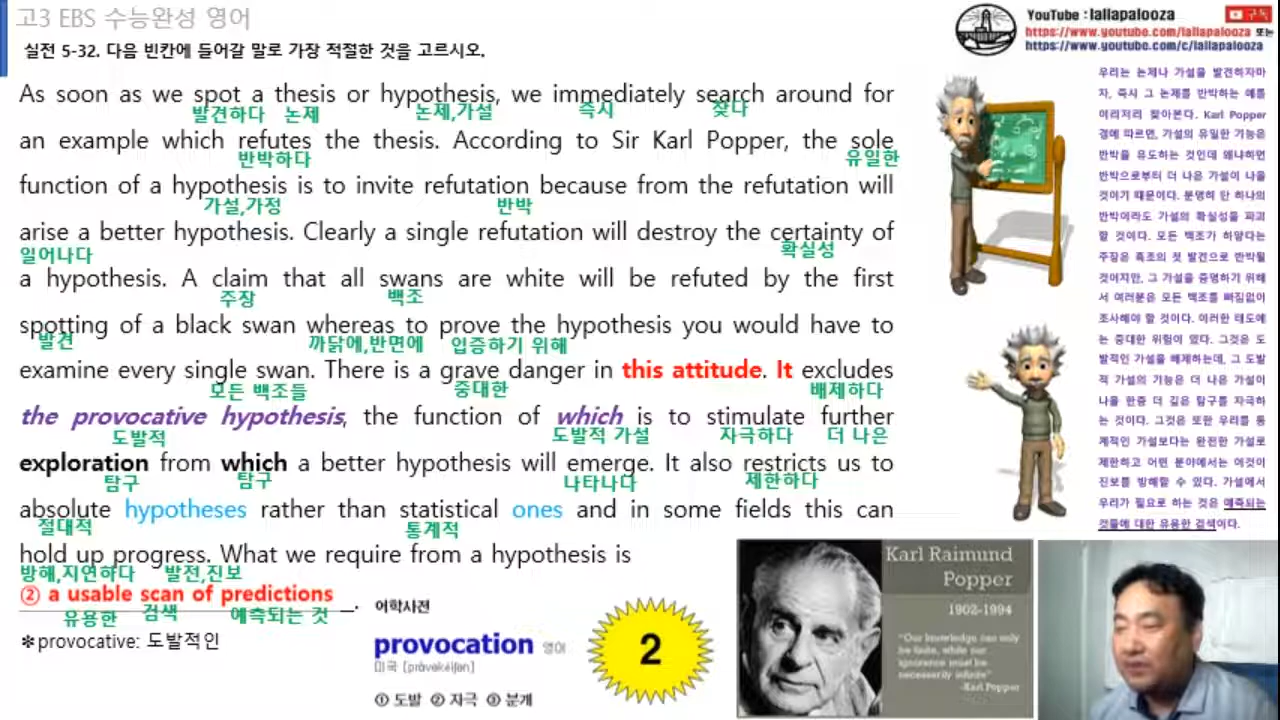 고3 EBS 수능완성 영어
실전 5-32. 다음 빈칸에 들어갈 말로 가장 적절한 것을 고르시오.
As soon as we spot a thesis or hypothesis, we immediately search around for
발견하다 논제 논제,가설 즉시 찾다
an example which refutes the thesis. According to Sir Karl Popper, the sole
반박하다 유일한
function of a hypothesis is to invite refutation because from the refutation will
가설,가정 반박
arise a better hypothesis. Clearly a single refutation will destroy the certainty of
일어나다 확실성
a hypothesis. A claim that all swans are white will be refuted by the first
주장 백조
spotting of a black swan whereas to prove the hypothesis you would have to
발견 까닭에,반면에 입증하기 위해
examine every single swan. There is a grave danger in this attitude. It excludes
모든 백조들 중대한 배제하다
the provocative hypothesis, the function of which is to stimulate further
도발적 도발적 가설 자극하다 더 나은
exploration from which a better hypothesis will emerge. It also restricts us to
탐구 탐구 나타나다 제한하다
absolute hypotheses rather than statistical ones and in some fields this can
절대적 통계적
hold up progress. What we require from a hypothesis is
방해,지연하다 발전,진보
② a usable scan of predictions.
유용한 검색 예측되는 것
*provocative: 도발적인
어학사전
provocation 영어
미국
① 도발 ② 자극 ③ 분개
2
YouTube : lallapalooza
구독
https://www.youtube.com/lallapalooza 또는
https://www.youtube.com/c/lallapalooza
우리는 논제나 가설을 발견하자마
자, 즉시 그 논제를 반박하는 예를
이리저리 찾아본다. Karl Popper
경에 따르면, 가설의 유일한 기능은
반박을 유도하는 것인데 왜냐하면
반박으로부터 더 나은 가설이 나올
것이기 때문이다. 분명히 단 하나의
반박이라도 가설의 확실성을 파괴
할 것이다. 모든 백조가 하얗다는
주장은 흑조의 첫 발견으로 반박될
것이지만, 그 가설을 증명하기 위해
서 여러분은 모든 백조를 빠짐없이
조사해야 할 것이다. 이러한 태도에
는 중대한 위험이 있다. 그것은 도
발적인 가설을 배제하는데, 그 도발
적 가설의 기능은 더 나은 가설이
나올 한층 더 깊은 탐구를 자극하
는 것이다. 그것은 또한 우리를 통
계적인 가설보다는 완전한 가설로
제한하고 어떤 분야에서는 이것이
진보를 방해할 수 있다. 가설에서
우리가 필요로 하는 것은 예측되는
것들에 대한 유용한 검색이다.
Karl Raimund
Popper
1902-1994
"Our knowledge can only
be finite, while our
ignorance must be
necessarily infinite"
-Karl Popper